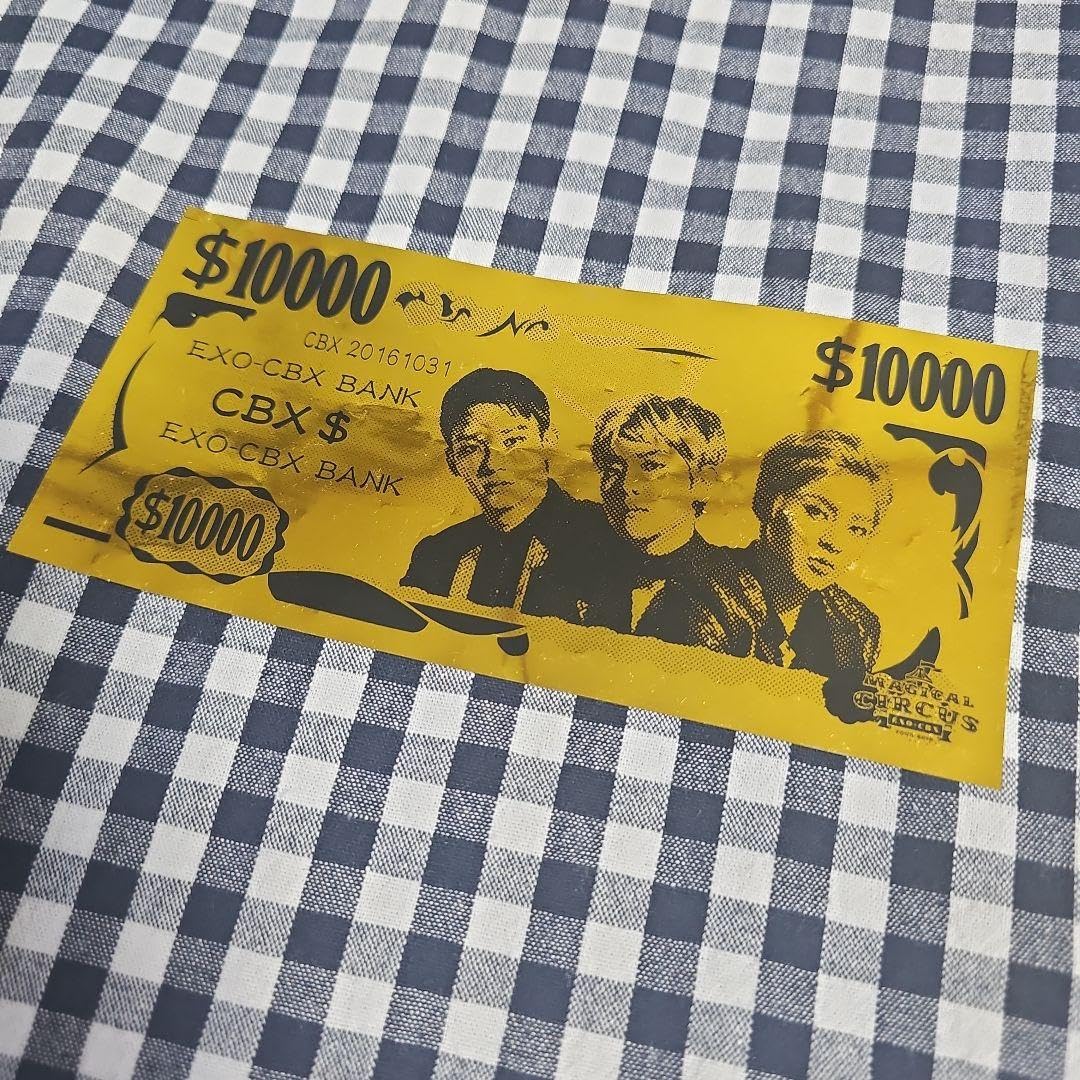 $10000
$10000
CBX 20161031
EXO-CBX BANK
CBX $
EXO-CBX BANK
$10000
MAGICAL
CIRCUS